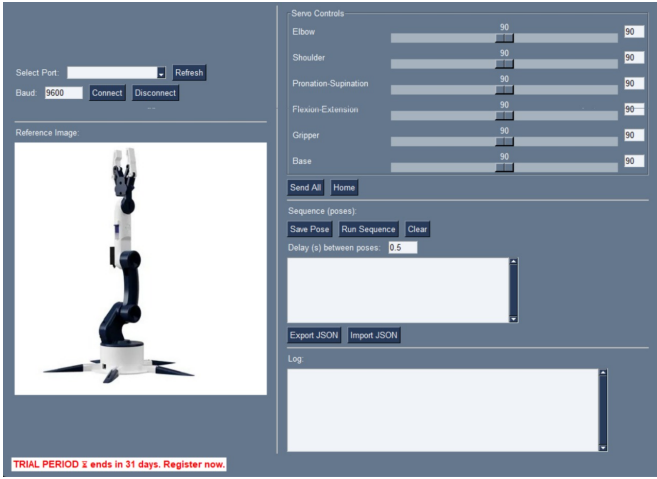 Select Port: Refresh
Baud: 9600 Connect Disconnect
Reference Image:
TRIAL PERIOD ⌛ ends in 31 days. Register now.
Servo Controls
90
Elbow 90
90
Shoulder 90
90
Pronation-Supination 90
90
Flexion-Extension 90
90
Gripper 90
90
Base 90
Send All Home
Sequence (poses):
Save Pose Run Sequence Clear
Delay (s) between poses: 0.5
Export JSON Import JSON
Log: